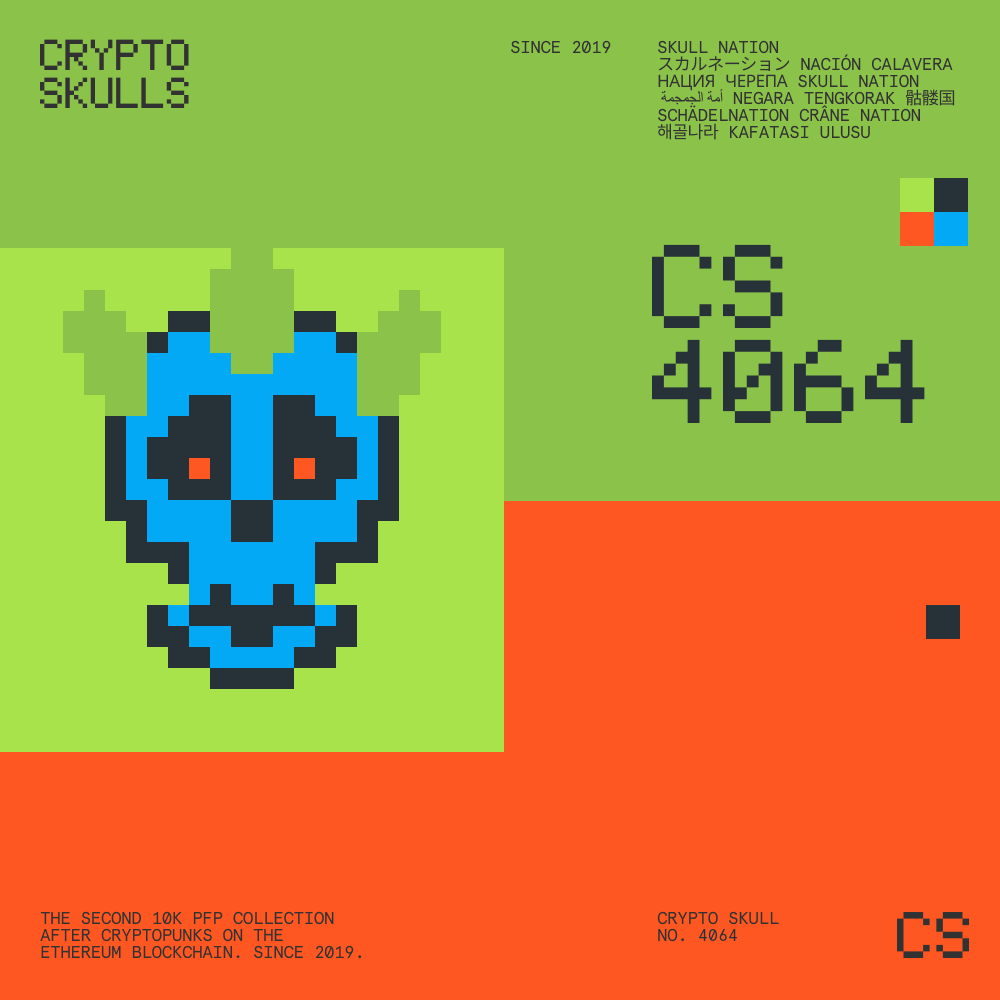 CRYPTO
SKULLS
SINCE 2019
SKULL NATION
スカルネーション NACIÓN CALAVERA
НАЦИЯ ЧЕРЕПА SKULL NATION
أمة الجمجمة NEGARA TENGKORAK 骷髅国
SCHÄDELNATION CRÂNE NATION
해골나라 KAFATASI ULUSU
CS
4064
THE SECOND 10K PFP COLLECTION
AFTER CRYPTOPUNKS ON THE
ETHEREUM BLOCKCHAIN. SINCE 2019.
CRYPTO SKULL
NO. 4064
CS